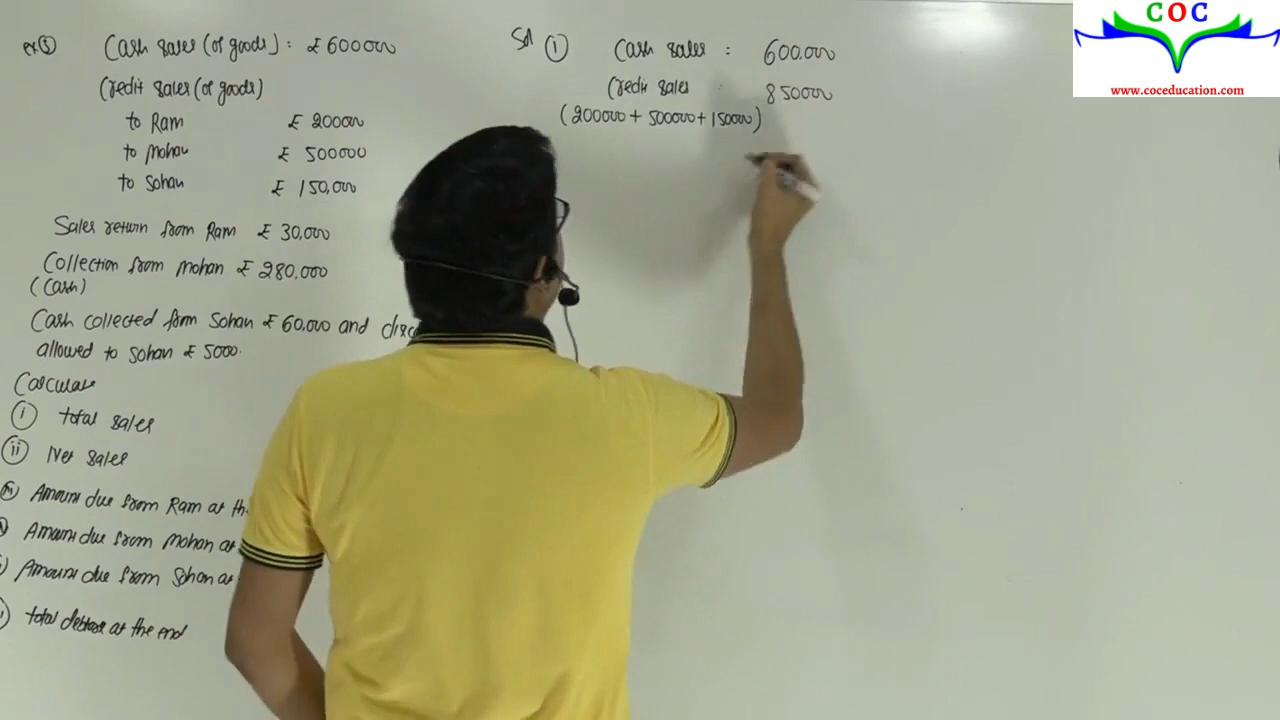 ex ⑤ Cash sales (of goods) : ₤ 600000
Credit sales (of goods)
to Ram ₤ 200000
to Mohan ₤ 500000
to Sohan ₤ 150,000
Sales return from Ram ₤ 30,000
Collection from Mohan ₤ 280,000
(Cash)
Cash collected from Sohan ₤ 60,000 and
allowed to Sohan ₤ 5000.
Calculate
(i) total sales
(ii) Net sales
Amount due from Ram at
Amount due from Mohan at
Amount due from Sohan at
total debtors at the end
Sol ① Cash sales : 600,000
Credit sales : 850000
(200000 + 500000 + 150000)
COC
www.coceducation.com